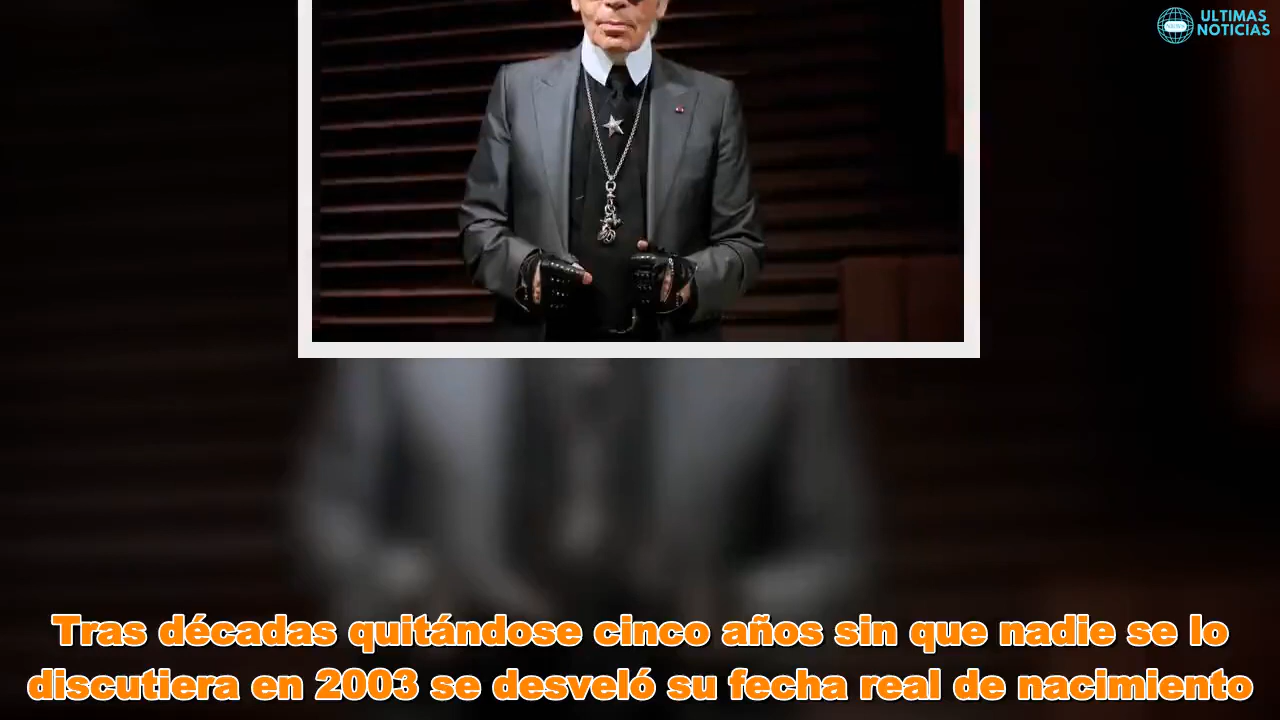 ULTIMAS
NOTICIAS
Tras décadas quitándose cinco años sin que nadie se lo
discutiera en 2003 se desveló su fecha real de nacimiento